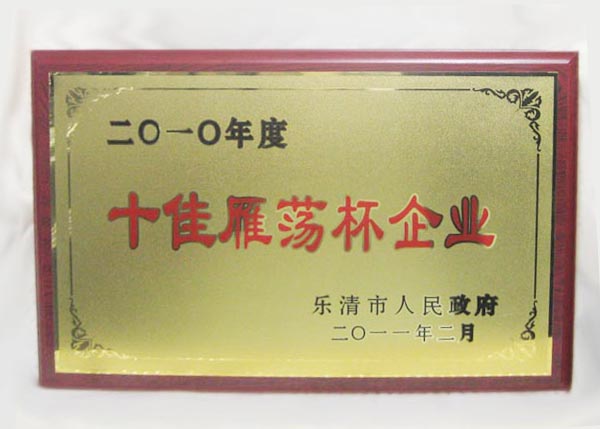 二〇一〇年度
十佳雁荡杯企业
乐清市人民政府
二〇一一年二月